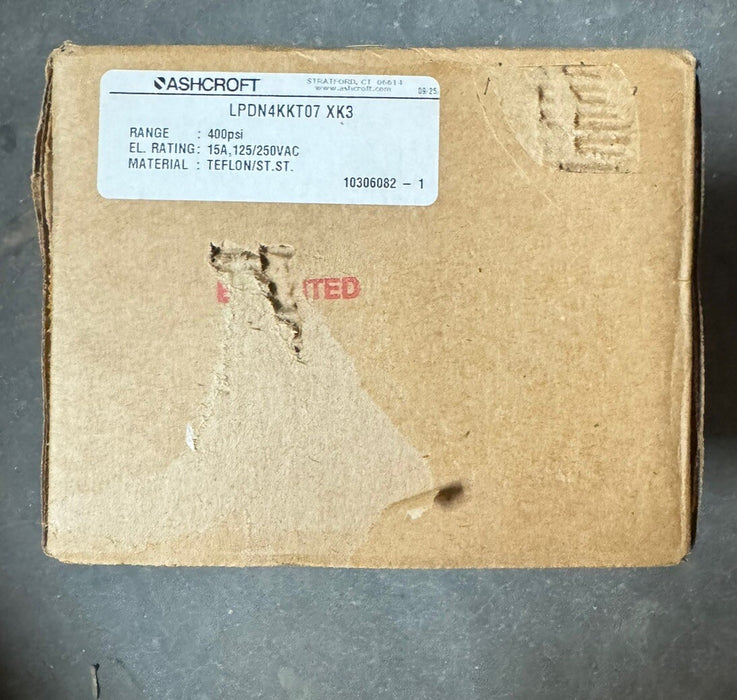 ASHCROFT
STRATFORD, CT 06614
www.ashcroft.com
09-25
LPDN4KKT07 XK3
RANGE : 400psi
EL. RATING: 15A,125/250VAC
MATERIAL : TEFLON/ST.ST.
10306082 - 1